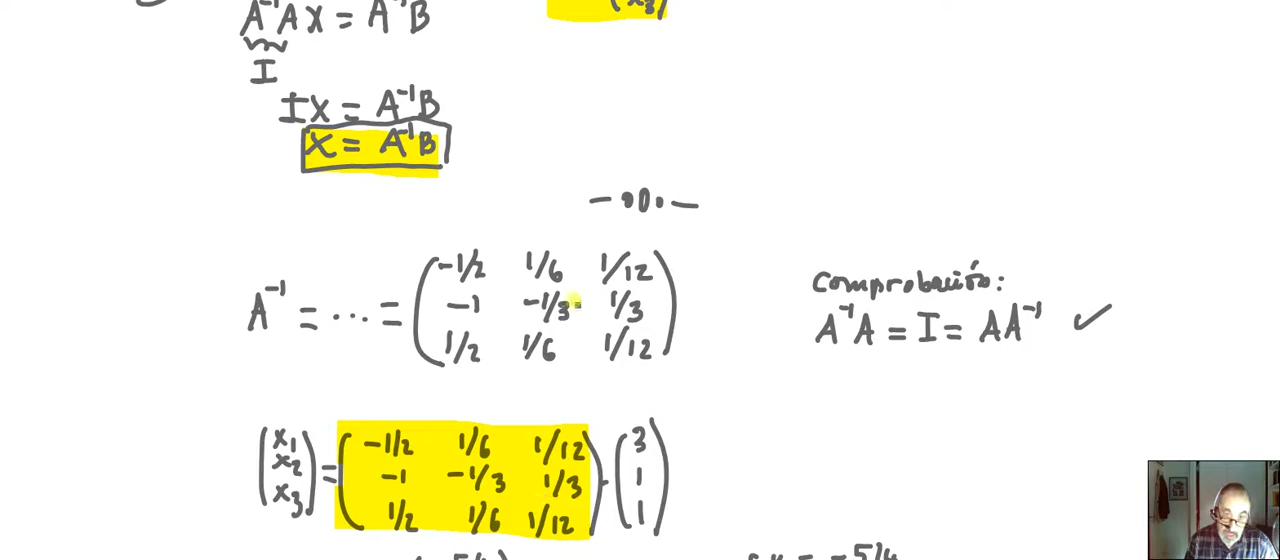 A⁻¹A X = A⁻¹B
I
IX = A⁻¹B
X = A⁻¹B
A⁻¹ = ... = ( -1/2 1/6 1/12
-1 -1/3 1/3
1/2 1/6 1/12 )
Comprobación:
A⁻¹A = I = AA⁻¹ ✓
( x₁ x₂ x₃ ) = ( -1/2 1/6 1/12
-1 -1/3 1/3
1/2 1/6 1/12 ) · ( 3 1 1 )